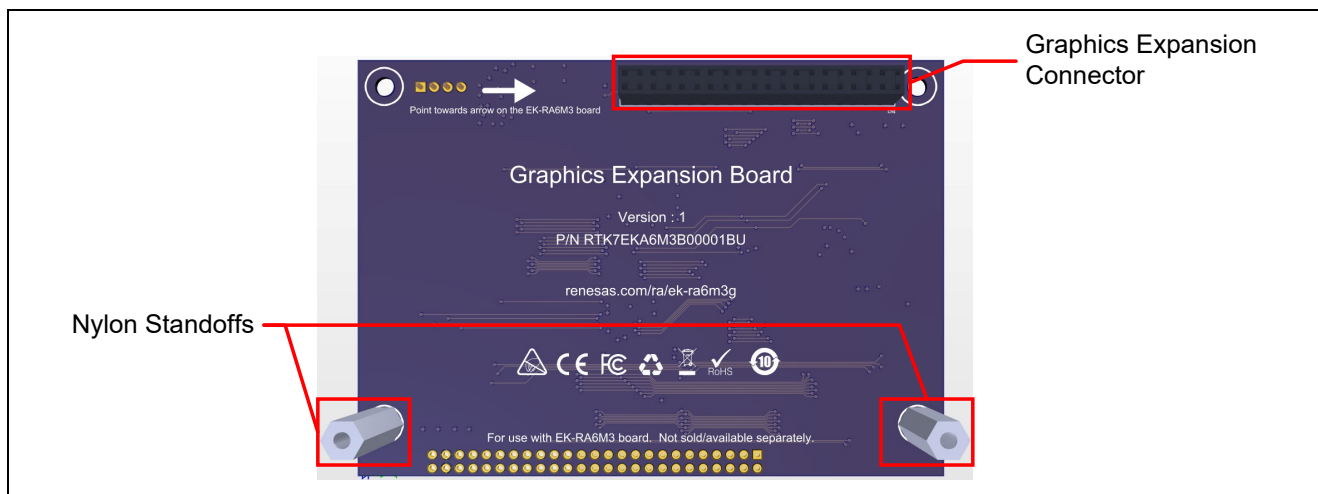 Graphics Expansion
Connector
Point towards arrow on the EK-RA6M3 board
Graphics Expansion Board
Version : 1
P/N RTK7EKA6M3B00001BU
renesas.com/ra/ek-ra6m3g
Nylon Standoffs
CE FC RoHS 10
For use with EK-RA6M3 board. Not sold/available separately.